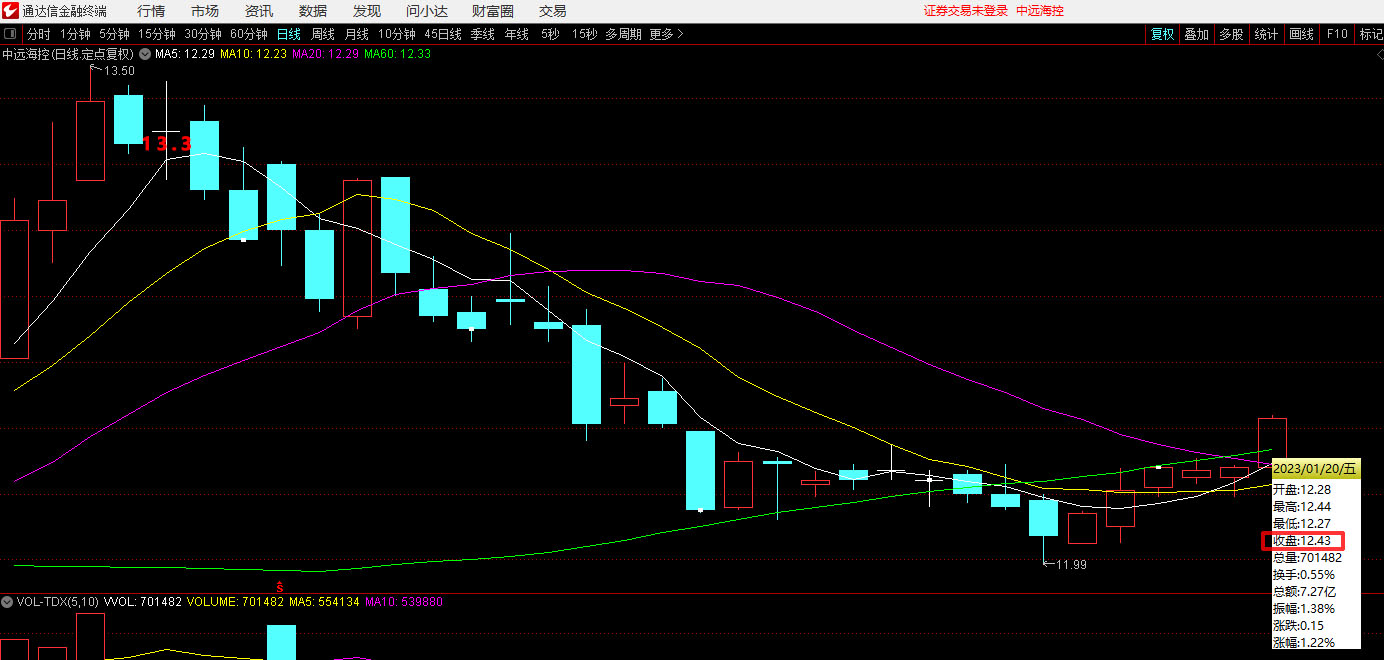 通达信金融终端 行情 市场 资讯 数据 发现 问小达 财富圈 交易 证券交易未登录 中远海控
分时 1分钟 5分钟 15分钟 30分钟 60分钟 日线 周线 月线 10分钟 45日线 季线 年线 5秒 15秒 多周期 更多 复权 叠加 多股 统计 画线 F10 标记
中远海控(日线.定点复权) MA5: 12.29 MA10: 12.23 MA20: 12.29 MA60: 12.33
13.50
13.3
11.99
2023/01/20/五
开盘:12.28
最高:12.44
最低:12.27
收盘:12.43
总量:701482
换手:0.55%
总额:7.27亿
振幅:1.38%
涨跌:0.15
涨幅:1.22%
VOL-TDX(5,10) VVOL: 701482 VOLUME: 701482 MA5: 554134 MA10: 539880